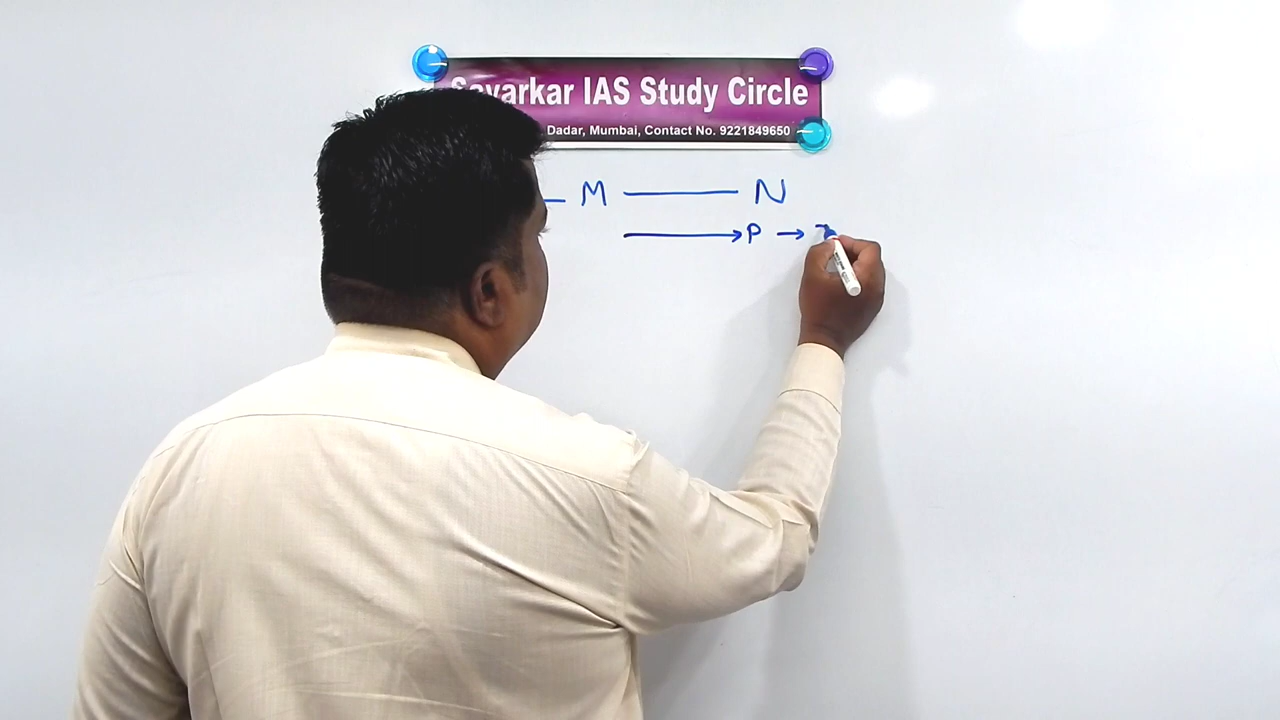 Savarkar IAS Study Circle
Dadar, Mumbai, Contact No. 9221849650
— M —— N
⟶ P →